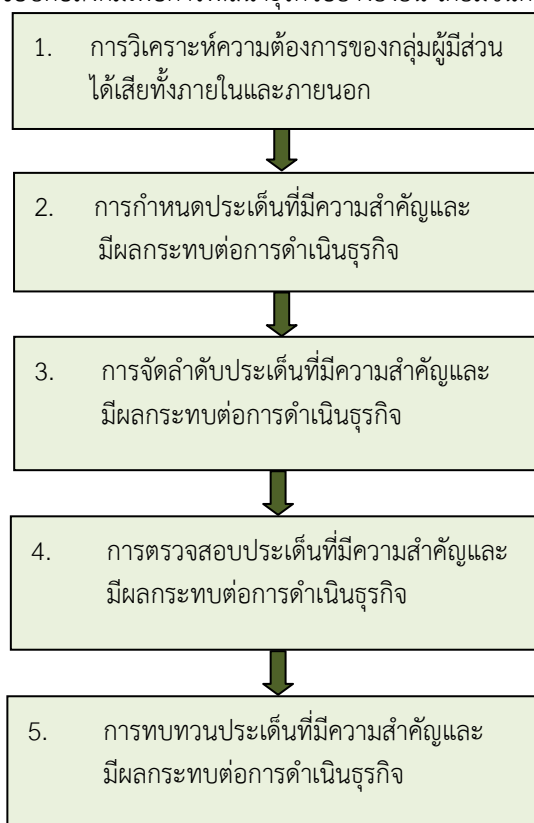 1. การวิเคราะห์ความต้องการของกลุ่มผู้มีส่วน
ได้เสียทั้งภายในและภายนอก
2. การกำหนดประเด็นที่มีความสำคัญและ
มีผลกระทบต่อการดำเนินธุรกิจ
3. การจัดลำดับประเด็นที่มีความสำคัญและ
มีผลกระทบต่อการดำเนินธุรกิจ
4. การตรวจสอบประเด็นที่มีความสำคัญและ
มีผลกระทบต่อการดำเนินธุรกิจ
5. การทบทวนประเด็นที่มีความสำคัญและ
มีผลกระทบต่อการดำเนินธุรกิจ